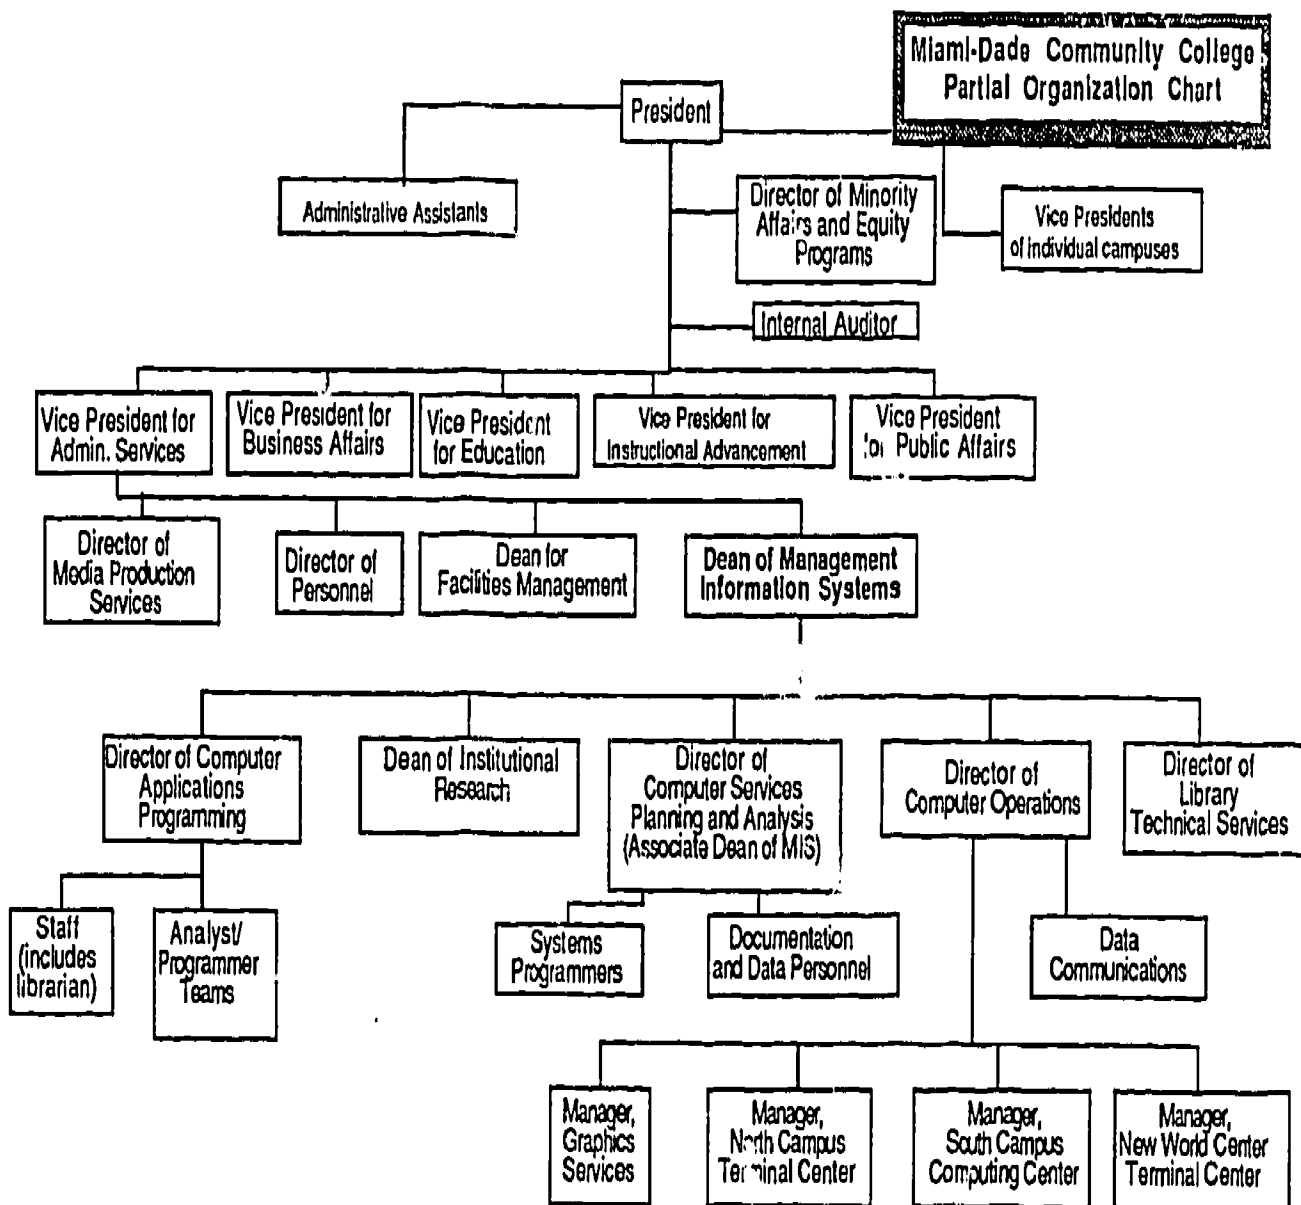 Miami-Dade Community College
Partial Organization Chart
President
Administrative Assistants
Director of Minority
Affairs and Equity
Programs
Vice Presidents
of individual campuses
Internal Auditor
Vice President for
Admin. Services
Vice President for
Business Affairs
Vice President
for Education
Vice President for
Instructional Advancement
Vice President
for Public Affairs
Director of
Media Production
Services
Director of
Personnel
Dean for
Facilities Management
Dean of Management
Information Systems
Director of Computer
Applications
Programming
Dean of Institutional
Research
Director of
Computer Services
Planning and Analysis
(Associate Dean of MIS)
Director of
Computer Operations
Director of
Library
Technical Services
Staff
(includes
librarian)
Analyst/
Programmer
Teams
Systems
Programmers
Documentation
and Data Personnel
Data
Communications
Manager,
Graphics
Services
Manager,
North Campus
Terminal Center
Manager,
South Campus
Computing Center
Manager,
New World Center
Terminal Center